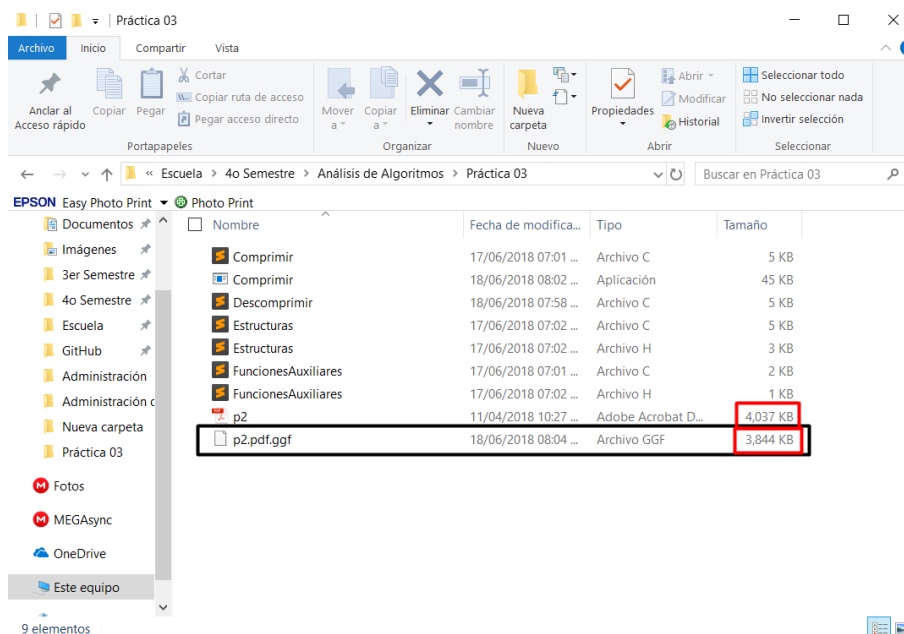 Práctica 03
Archivo Inicio Compartir Vista
Anclar al Acceso rápido
Copiar
Pegar
Cortar
Copiar ruta de acceso
Pegar acceso directo
Mover a
Copiar a
Eliminar
Cambiar nombre
Nueva carpeta
Propiedades
Abrir
Modificar
Historial
Seleccionar todo
No seleccionar nada
Invertir selección
Portapapeles Organizar Nuevo Abrir Seleccionar
« Escuela > 4o Semestre > Análisis de Algoritmos > Práctica 03
Buscar en Práctica 03
EPSON Easy Photo Print Photo Print
Documentos
Imágenes
3er Semestre
4o Semestre
Escuela
GitHub
Administración
Administración c
Nueva carpeta
Práctica 03
Fotos
MEGAsync
OneDrive
Este equipo
Nombre Fecha de modifica... Tipo Tamaño
Comprimir 17/06/2018 07:01 ... Archivo C 5 KB
Comprimir 18/06/2018 08:02 ... Aplicación 45 KB
Descomprimir 18/06/2018 07:58 ... Archivo C 5 KB
Estructuras 17/06/2018 07:02 ... Archivo C 5 KB
Estructuras 17/06/2018 07:02 ... Archivo H 3 KB
FuncionesAuxiliares 17/06/2018 07:01 ... Archivo C 2 KB
FuncionesAuxiliares 17/06/2018 07:02 ... Archivo H 1 KB
p2 11/04/2018 10:27 ... Adobe Acrobat D... 4,037 KB
p2.pdf.ggf 18/06/2018 08:04 ... Archivo GGF 3,844 KB
9 elementos